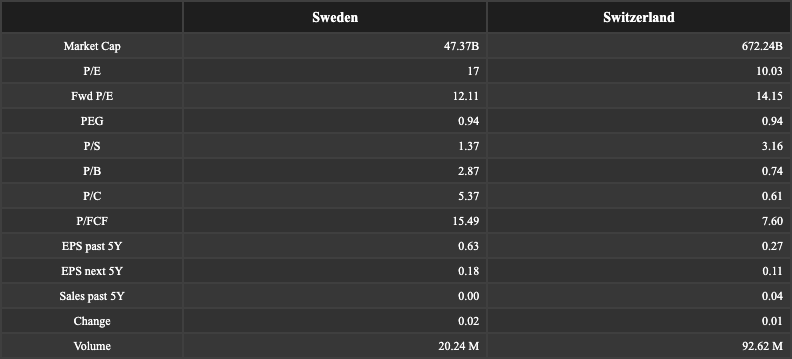 Sweden Switzerland
Market Cap 47.37B 672.24B
P/E 17 10.03
Fwd P/E 12.11 14.15
PEG 0.94 0.94
P/S 1.37 3.16
P/B 2.87 0.74
P/C 5.37 0.61
P/FCF 15.49 7.60
EPS past 5Y 0.63 0.27
EPS next 5Y 0.18 0.11
Sales past 5Y 0.00 0.04
Change 0.02 0.01
Volume 20.24 M 92.62 M